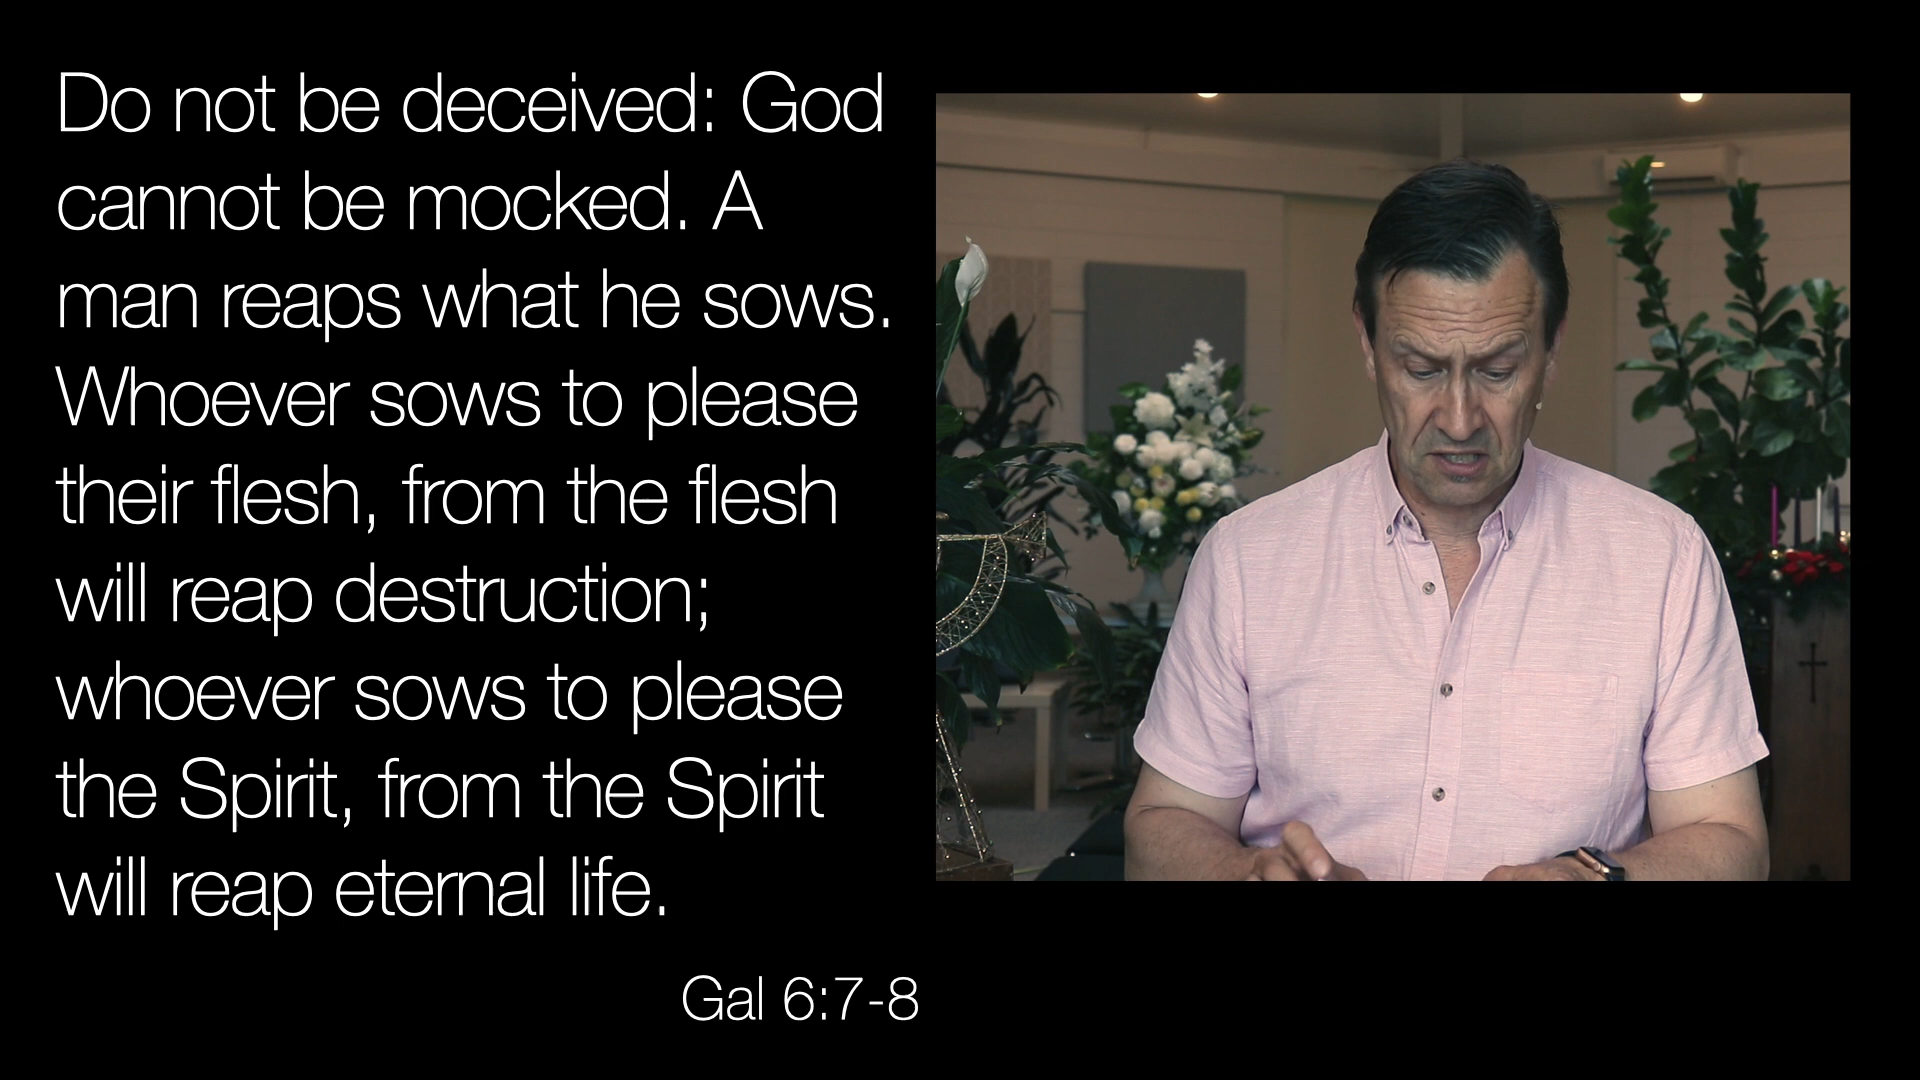 Do not be deceived: God
cannot be mocked. A
man reaps what he sows.
Whoever sows to please
their flesh, from the flesh
will reap destruction;
whoever sows to please
the Spirit, from the Spirit
will reap eternal life.
Gal 6:7-8